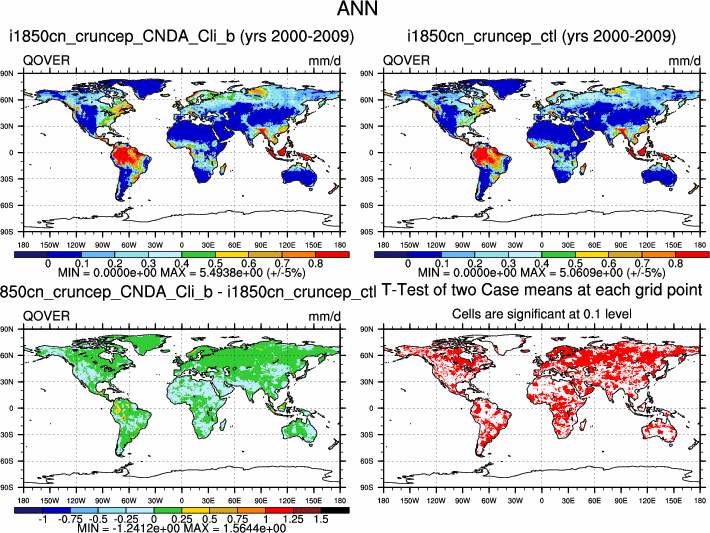 ANN
i1850cn_cruncep_CNDA_Cli_b (yrs 2000-2009)
i1850cn_cruncep_ctl (yrs 2000-2009)
QOVER mm/d
QOVER mm/d
90N
60N
30N
0
30S
60S
90S
180 150W 120W 90W 60W 30W 0 30E 60E 90E 120E 150E 180
0 0.1 0.2 0.3 0.4 0.5 0.6 0.7 0.8
MIN = 0.0000e+00 MAX = 5.4938e+00 (+/-5%)
90N
60N
30N
0
30S
60S
90S
180 150W 120W 90W 60W 30W 0 30E 60E 90E 120E 150E 180
0 0.1 0.2 0.3 0.4 0.5 0.6 0.7 0.8
MIN = 0.0000e+00 MAX = 5.0609e+00 (+/-5%)
850cn_cruncep_CNDA_Cli_b - i1850cn_cruncep_ctl
T-Test of two Case means at each grid point
QOVER mm/d
Cells are significant at 0.1 level
90N
60N
30N
0
30S
60S
90S
180 150W 120W 90W 60W 30W 0 30E 60E 90E 120E 150E 180
-1 -0.75 -0.5 -0.25 0 0.25 0.5 0.75 1 1.25 1.5
MIN = -1.2412e+00 MAX = 1.5644e+00
90N
60N
30N
0
30S
60S
90S
180 150W 120W 90W 60W 30W 0 30E 60E 90E 120E 150E 180